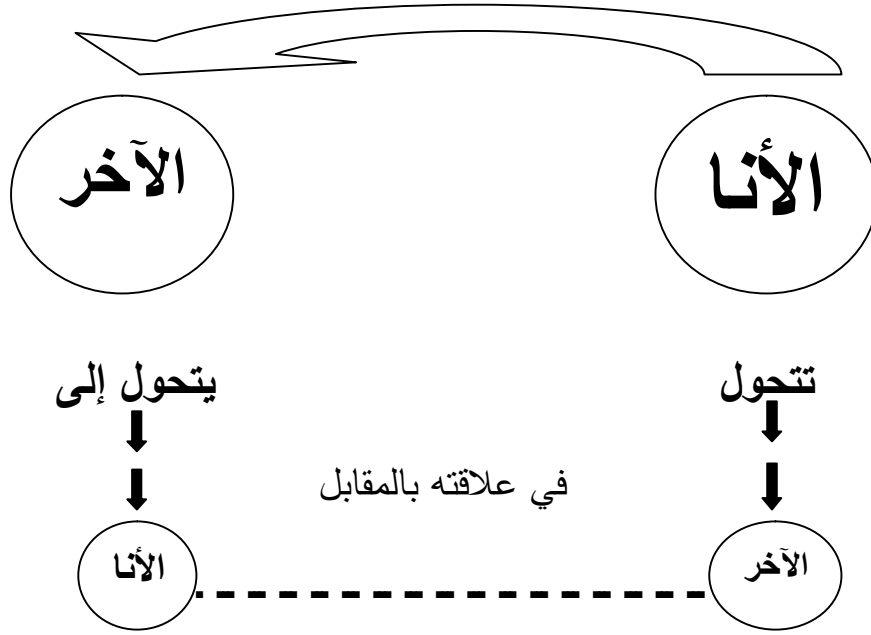 الأنا
الآخر
تتحول
يتحول إلى
في علاقته بالمقابل
الآخر
الأنا